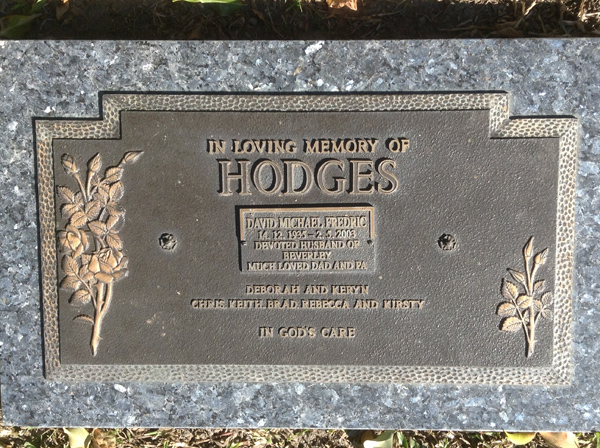 IN LOVING MEMORY OF
HODGES
DAVID MICHAEL FREDRIC
14. 12. 1935 - 2. 5. 2003
DEVOTED HUSBAND OF
BEVERLEY
MUCH LOVED DAD AND PA
DEBORAH AND KERYN
CHRIS, KEITH, BRAD, REBECCA AND KIRSTY
IN GOD'S CARE